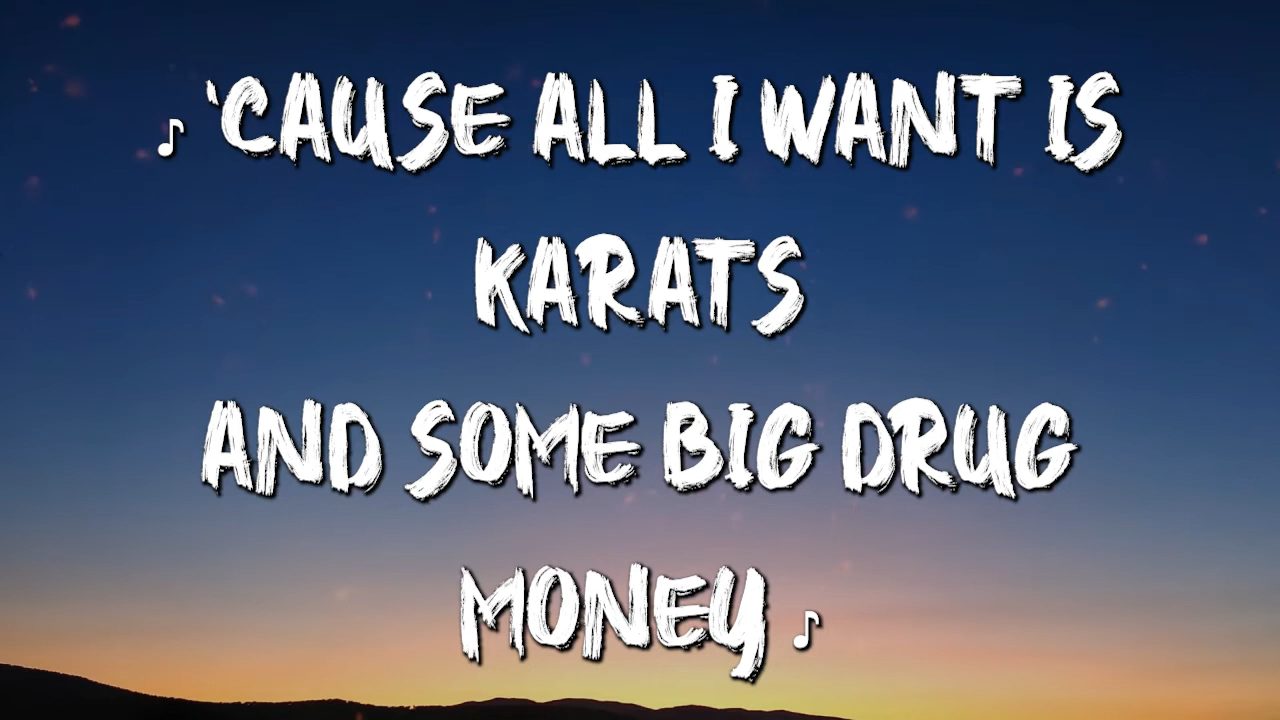 ♪ 'CAUSE ALL I WANT IS
KARATS
AND SOME BIG DRUG
MONEY ♪